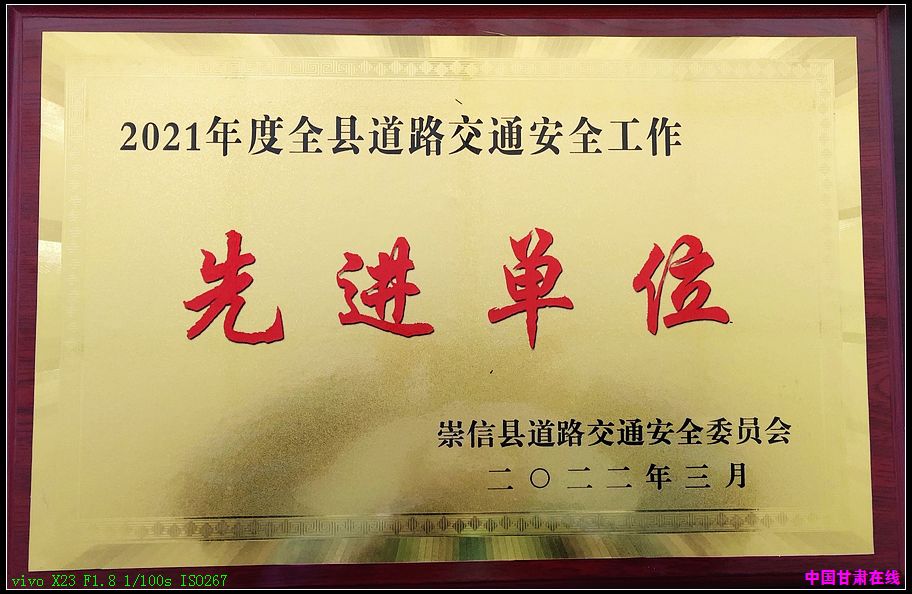 2021年度全县道路交通安全工作
先进单位
崇信县道路交通安全委员会
二〇二二年三月
vivo X23 F1.8 1/100s ISO267
中国甘肃在线